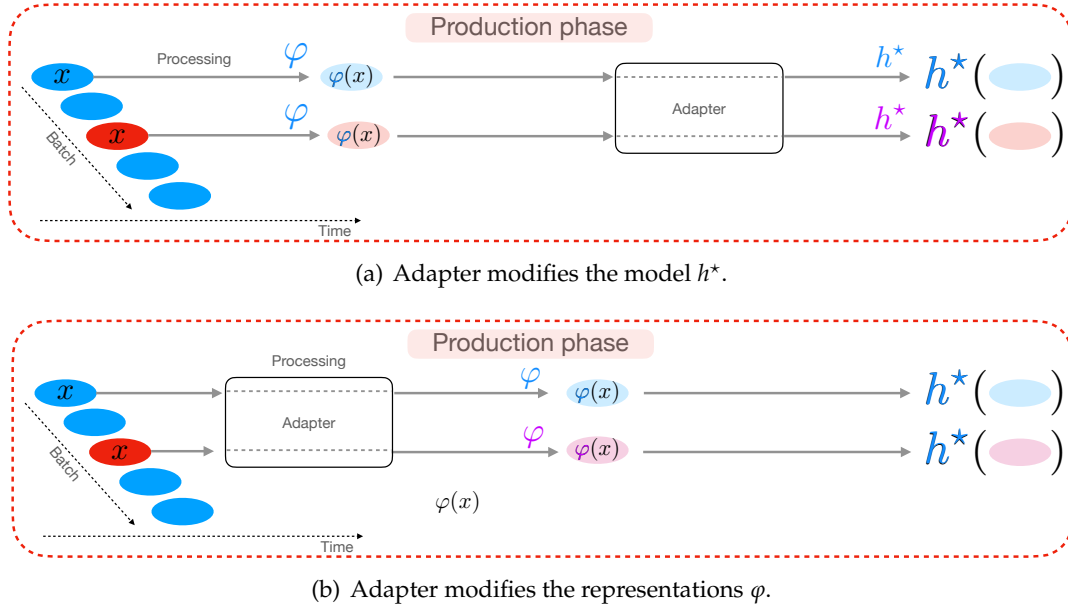 Production phase
Processing φ φ(x) h* h*( )
x
Adapter
x φ φ(x) h* h*( )
Batch
Time
(a) Adapter modifies the model h*.
Production phase
Processing
x φ φ(x) h*( )
Adapter
x φ φ(x) h*( )
Batch
φ(x)
Time
(b) Adapter modifies the representations φ.